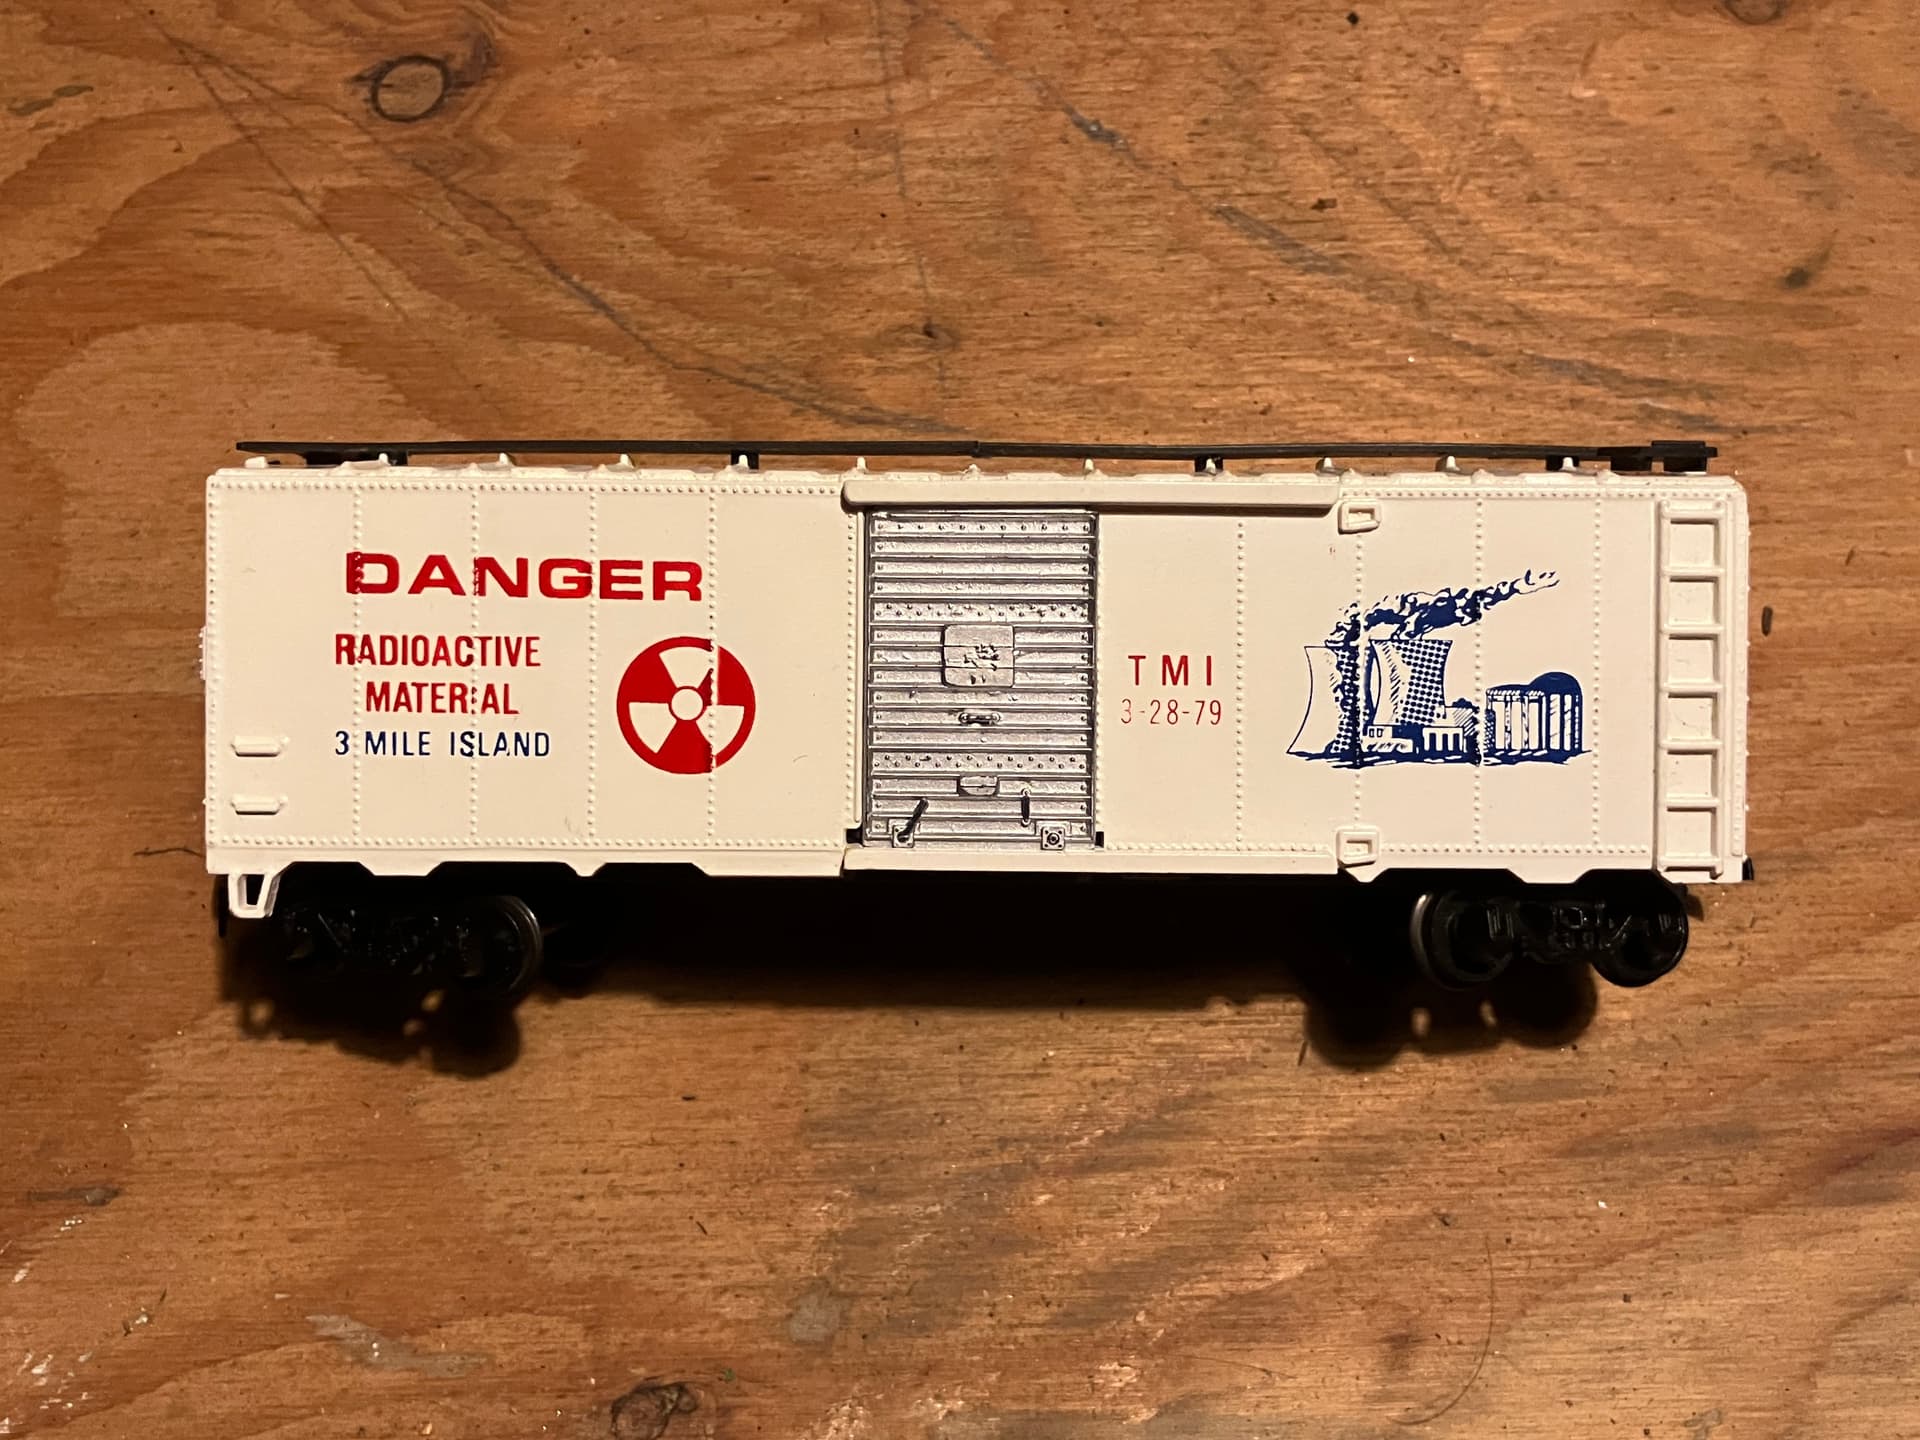 DANGER
RADIOACTIVE
MATERIAL
3 MILE ISLAND
TMI
3-28-79